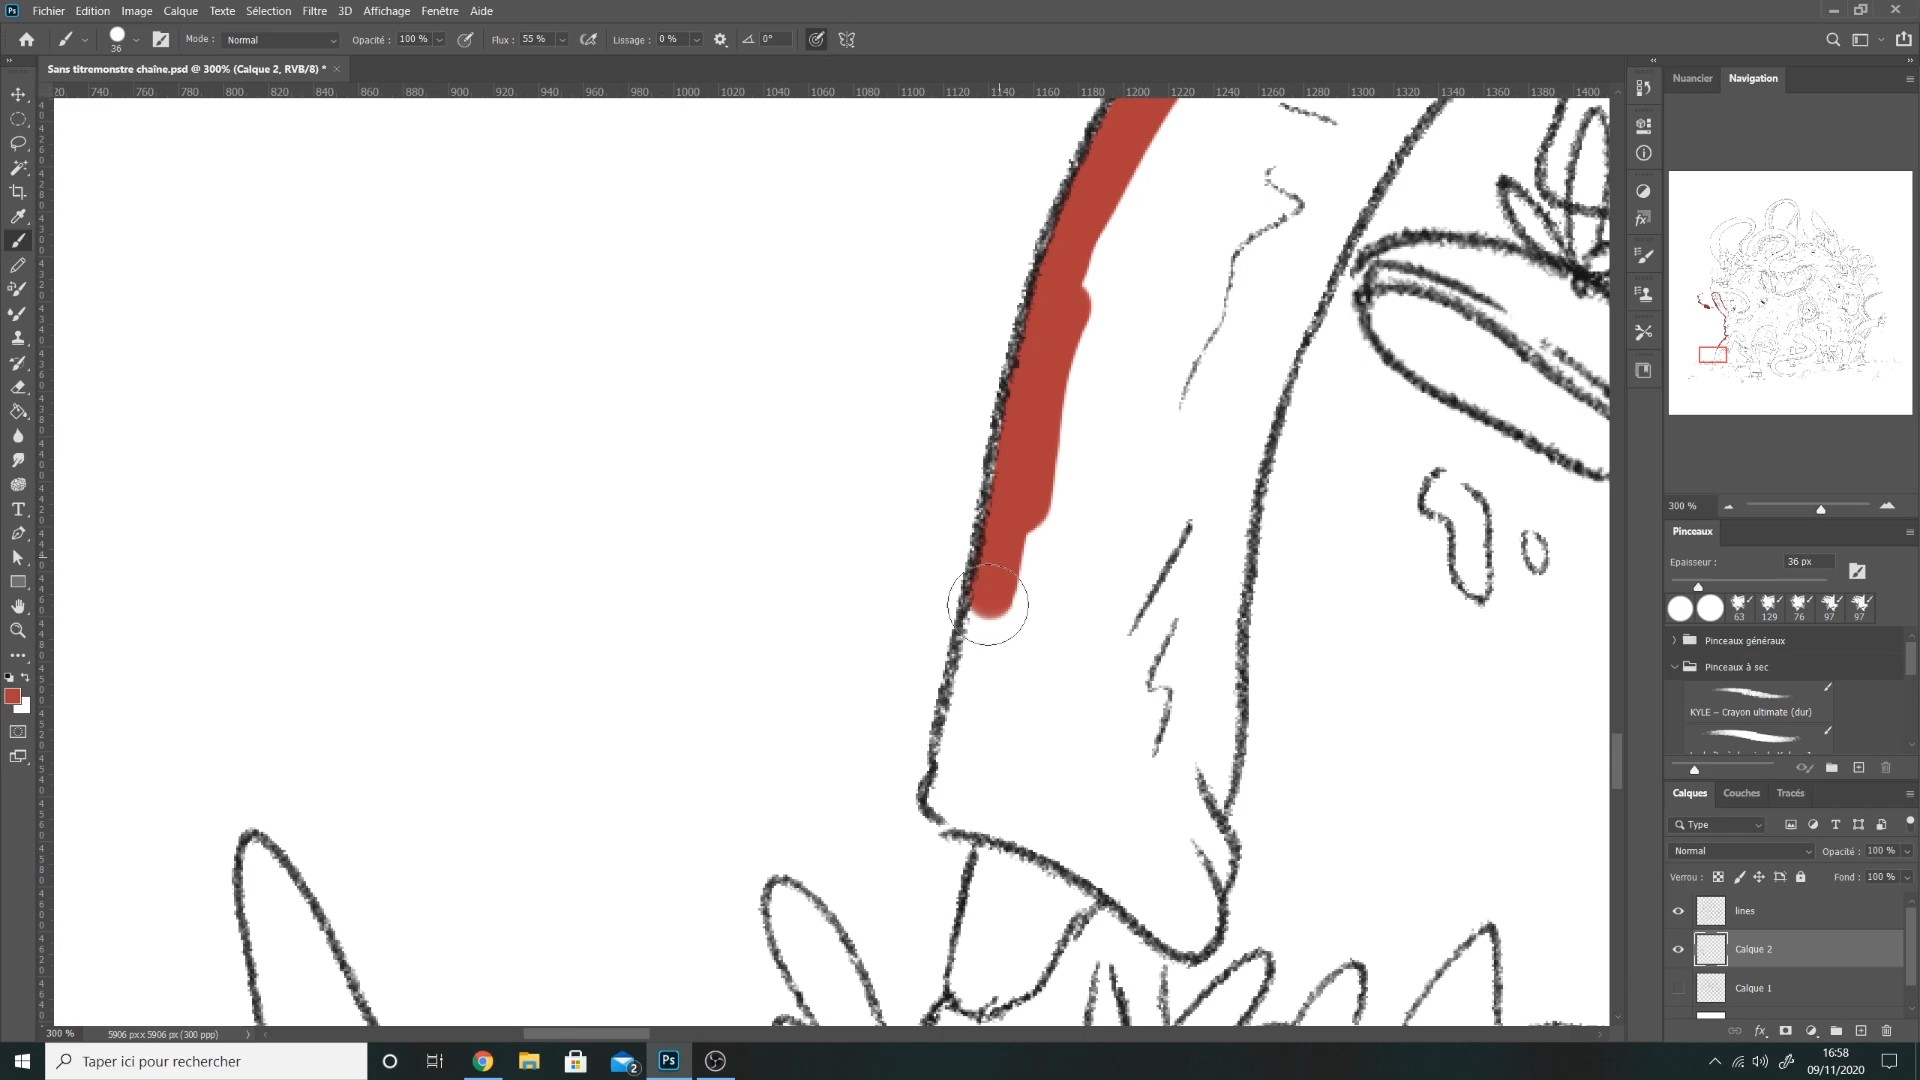 Fichier Edition Image Calque Texte Sélection Filtre 3D Affichage Fenêtre Aide
36 Mode : Normal Opacité : 100 % Flux : 55 % Lissage : 0 % 0°
Sans titremonstre chaîne.psd @ 300% (Calque 2, RVB/8) *
20 740 760 780 800 820 840 860 880 900 920 940 960 980 1000 1020 1040 1060 1080 1100 1120 1140 1160 1180 1200 1220 1240 1260 1280 1300 1320 1340 1360 1380 1400
Nuancier Navigation
300 %
Pinceaux
Epaisseur : 36 px
63 129 76 97 97
Pinceaux généraux
Pinceaux à sec
KYLE – Crayon ultimate (dur)
Calques Couches Tracés
Type
Normal Opacité : 100 %
Verrou : Fond : 100 %
lines
Calque 2
Calque 1
fx
300 % 5906 px x 5906 px (300 ppp)
Taper ici pour rechercher
2
Ps
16:58
09/11/2020